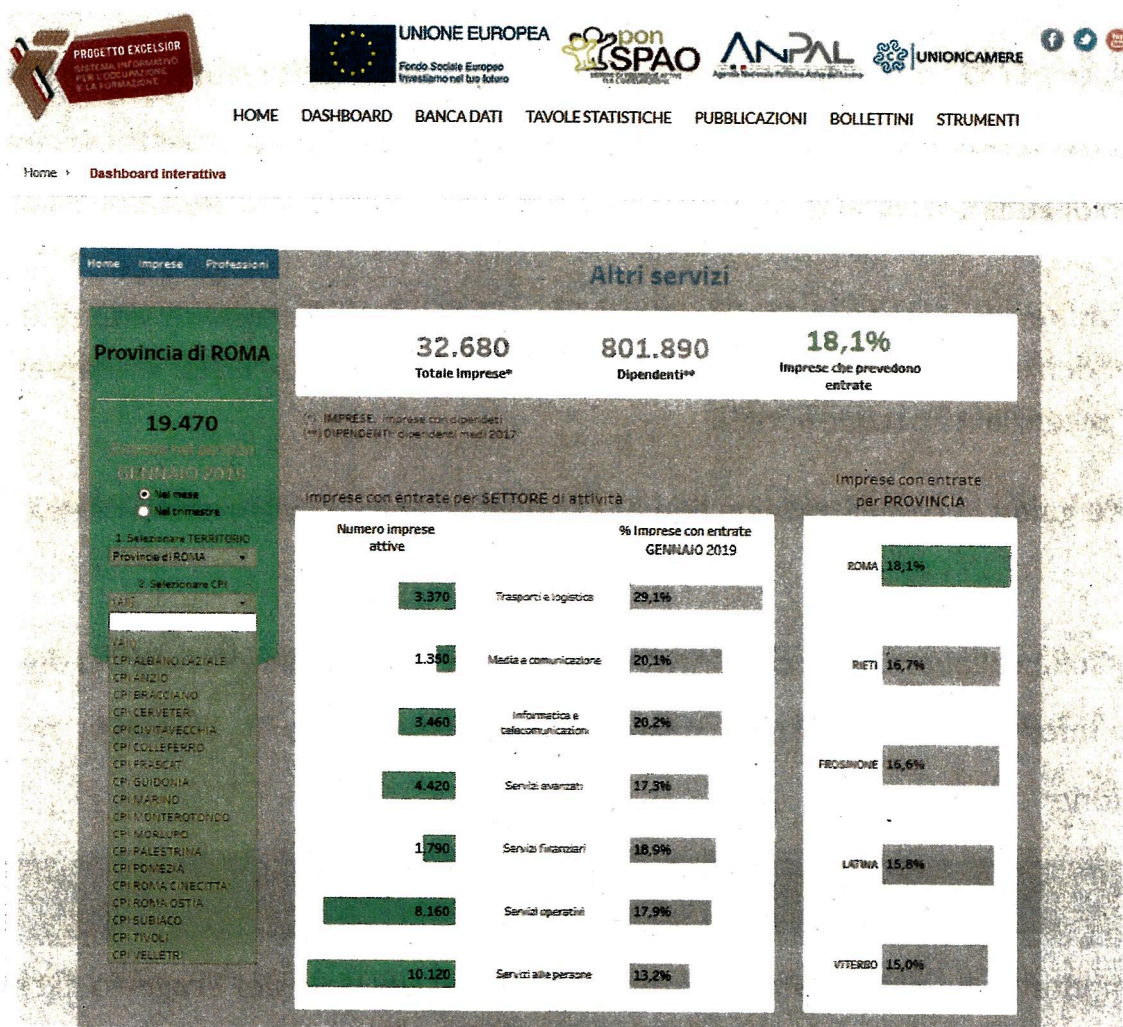 PROGETTO EXCELSIOR
SISTEMA INFORMATIVO
PER L'OCCUPAZIONE
E LA FORMAZIONE
UNIONE EUROPEA
Fondo Sociale Europeo
Investiamo nel tuo futuro
pon
SPAO
ANPAL
Agenzia Nazionale Politiche Attive del Lavoro
UNIONCAMERE
HOME DASHBOARD BANCA DATI TAVOLE STATISTICHE PUBBLICAZIONI BOLLETTINI STRUMENTI
Home › Dashboard interattiva
Home Imprese Professioni
Altri servizi
Provincia di ROMA
19.470
GENNAIO 2019
Nel mese
Nel trimestre
1. Selezionare TERRITORIO
Provincia di ROMA
2. Selezionare CPI
(All)
(All)
CPI ALBANO LAZIALE
CPI ANZIO
CPI BRACCIANO
CPI CERVETERI
CPI CIVITAVECCHIA
CPI COLLEFERRO
CPI FRASCATI
CPI GUIDONIA
CPI MARINO
CPI MONTEROTONDO
CPI MORLUPO
CPI PALESTRINA
CPI POMEZIA
CPI ROMA CINECITTA'
CPI ROMA OSTIA
CPI SUBIACO
CPI TIVOLI
CPI VELLETRI
32.680
Totale Imprese*
801.890
Dipendenti**
18,1%
Imprese che prevedono
entrate
(*) IMPRESE: imprese con dipendeti
(**) DIPENDENTI: dipendenti medi 2017
Imprese con entrate per SETTORE di attività
Numero imprese
attive
% Imprese con entrate
GENNAIO 2019
3.370 Trasporti e logistica 29,1%
1.350 Media e comunicazione 20,1%
3.460 Informatica e telecomunicazioni 20,2%
4.420 Servizi avanzati 17,3%
1.790 Servizi finanziari 18,9%
8.160 Servizi operativi 17,9%
10.120 Servizi alle persone 13,2%
Imprese con entrate
per PROVINCIA
ROMA 18,1%
RIETI 16,7%
FROSINONE 16,6%
LATINA 15,8%
VITERBO 15,0%